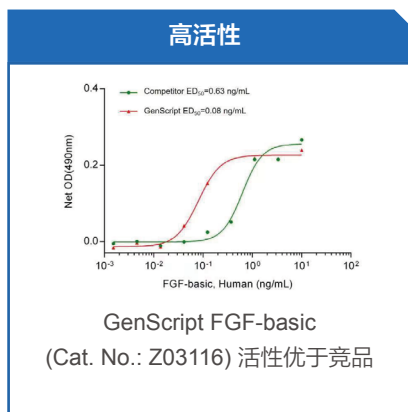 高活性
Competitor ED₅₀=0.63 ng/mL
GenScript ED₅₀=0.08 ng/mL
0.4
0.2
0.0
Net OD(490nm)
10⁻³ 10⁻² 10⁻¹ 10⁰ 10¹ 10²
FGF-basic, Human (ng/mL)
GenScript FGF-basic
(Cat. No.: Z03116) 活性优于竞品